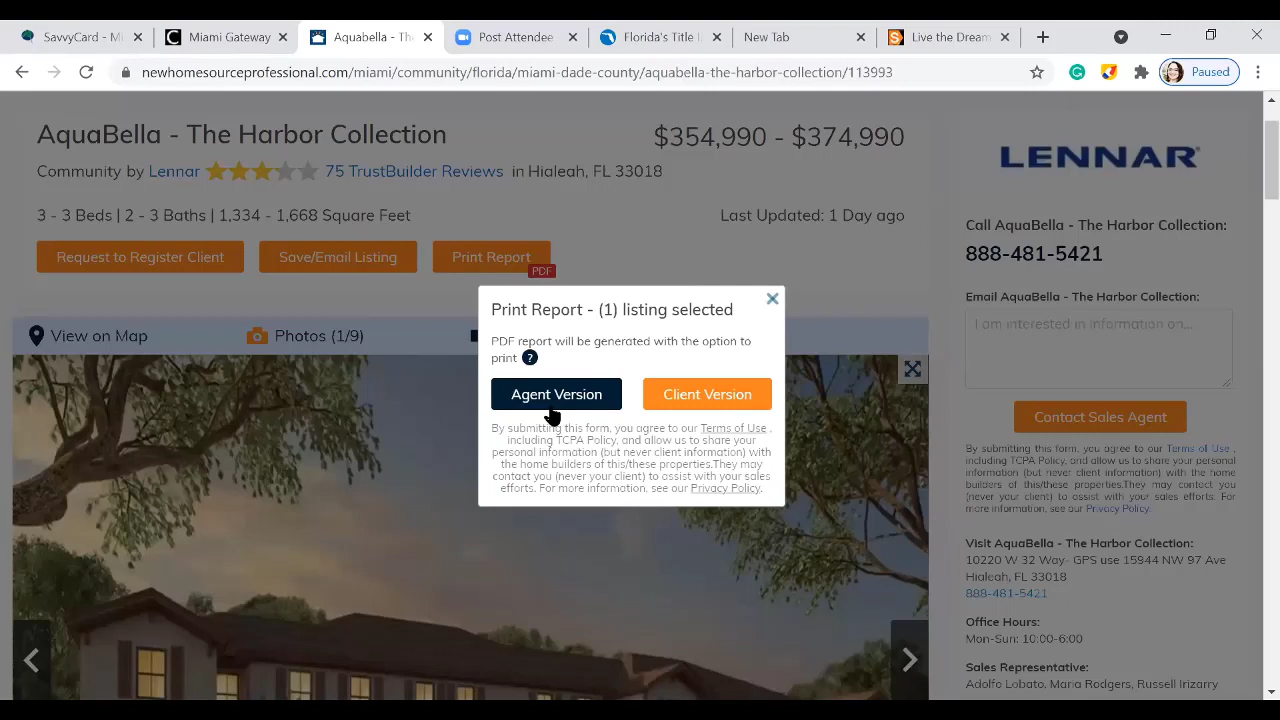 SavvyCard - Mi
Miami Gateway
Aquabella - The
Post Attendee
Florida's Title I
New Tab
Live the Dream
newhomesourceprofessional.com/miami/community/florida/miami-dade-county/aquabella-the-harbor-collection/113993
Paused
AquaBella - The Harbor Collection
$354,990 - $374,990
Community by Lennar 75 TrustBuilder Reviews in Hialeah, FL 33018
3 - 3 Beds | 2 - 3 Baths | 1,334 - 1,668 Square Feet
Last Updated: 1 Day ago
Request to Register Client
Save/Email Listing
Print Report
PDF
View on Map
Photos (1/9)
Print Report - (1) listing selected
PDF report will be generated with the option to
print ?
Agent Version
Client Version
By submitting this form, you agree to our Terms of Use ,
including TCPA Policy, and allow us to share your
personal information (but never client information) with
the home builders of this/these properties.They may
contact you (never your client) to assist with your sales
efforts. For more information, see our Privacy Policy.
LENNAR
Call AquaBella - The Harbor Collection:
888-481-5421
Email AquaBella - The Harbor Collection:
I am interested in information on...
Contact Sales Agent
By submitting this form, you agree to our Terms of Use ,
including TCPA Policy, and allow us to share your personal
information (but never client information) with the home
builders of this/these properties.They may contact you
(never your client) to assist with your sales efforts. For
more information, see our Privacy Policy.
Visit AquaBella - The Harbor Collection:
10220 W 32 Way- GPS use 15944 NW 97 Ave
Hialeah, FL 33018
888-481-5421
Office Hours:
Mon-Sun: 10:00-6:00
Sales Representative:
Adolfo Lobato, Maria Rodgers, Russell Irizarry